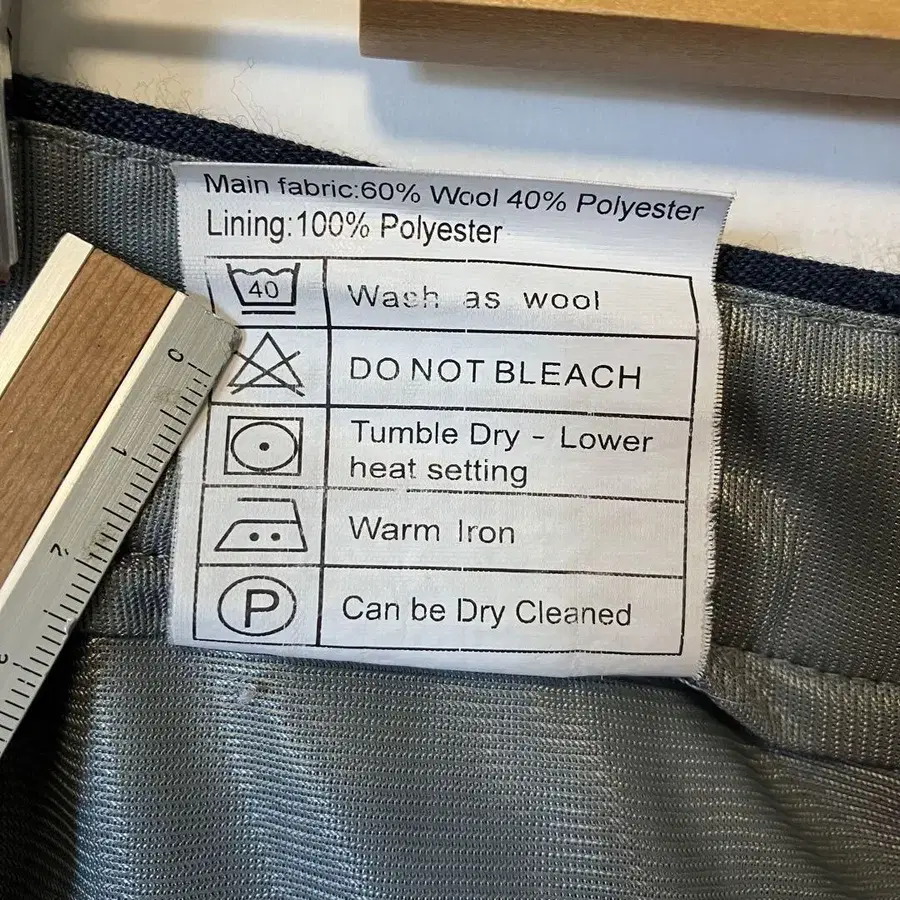 Main fabric:60% Wool 40% Polyester
Lining:100% Polyester
40 Wash as wool
DO NOT BLEACH
Tumble Dry - Lower
heat setting
Warm Iron
P Can be Dry Cleaned
0
1
2
3